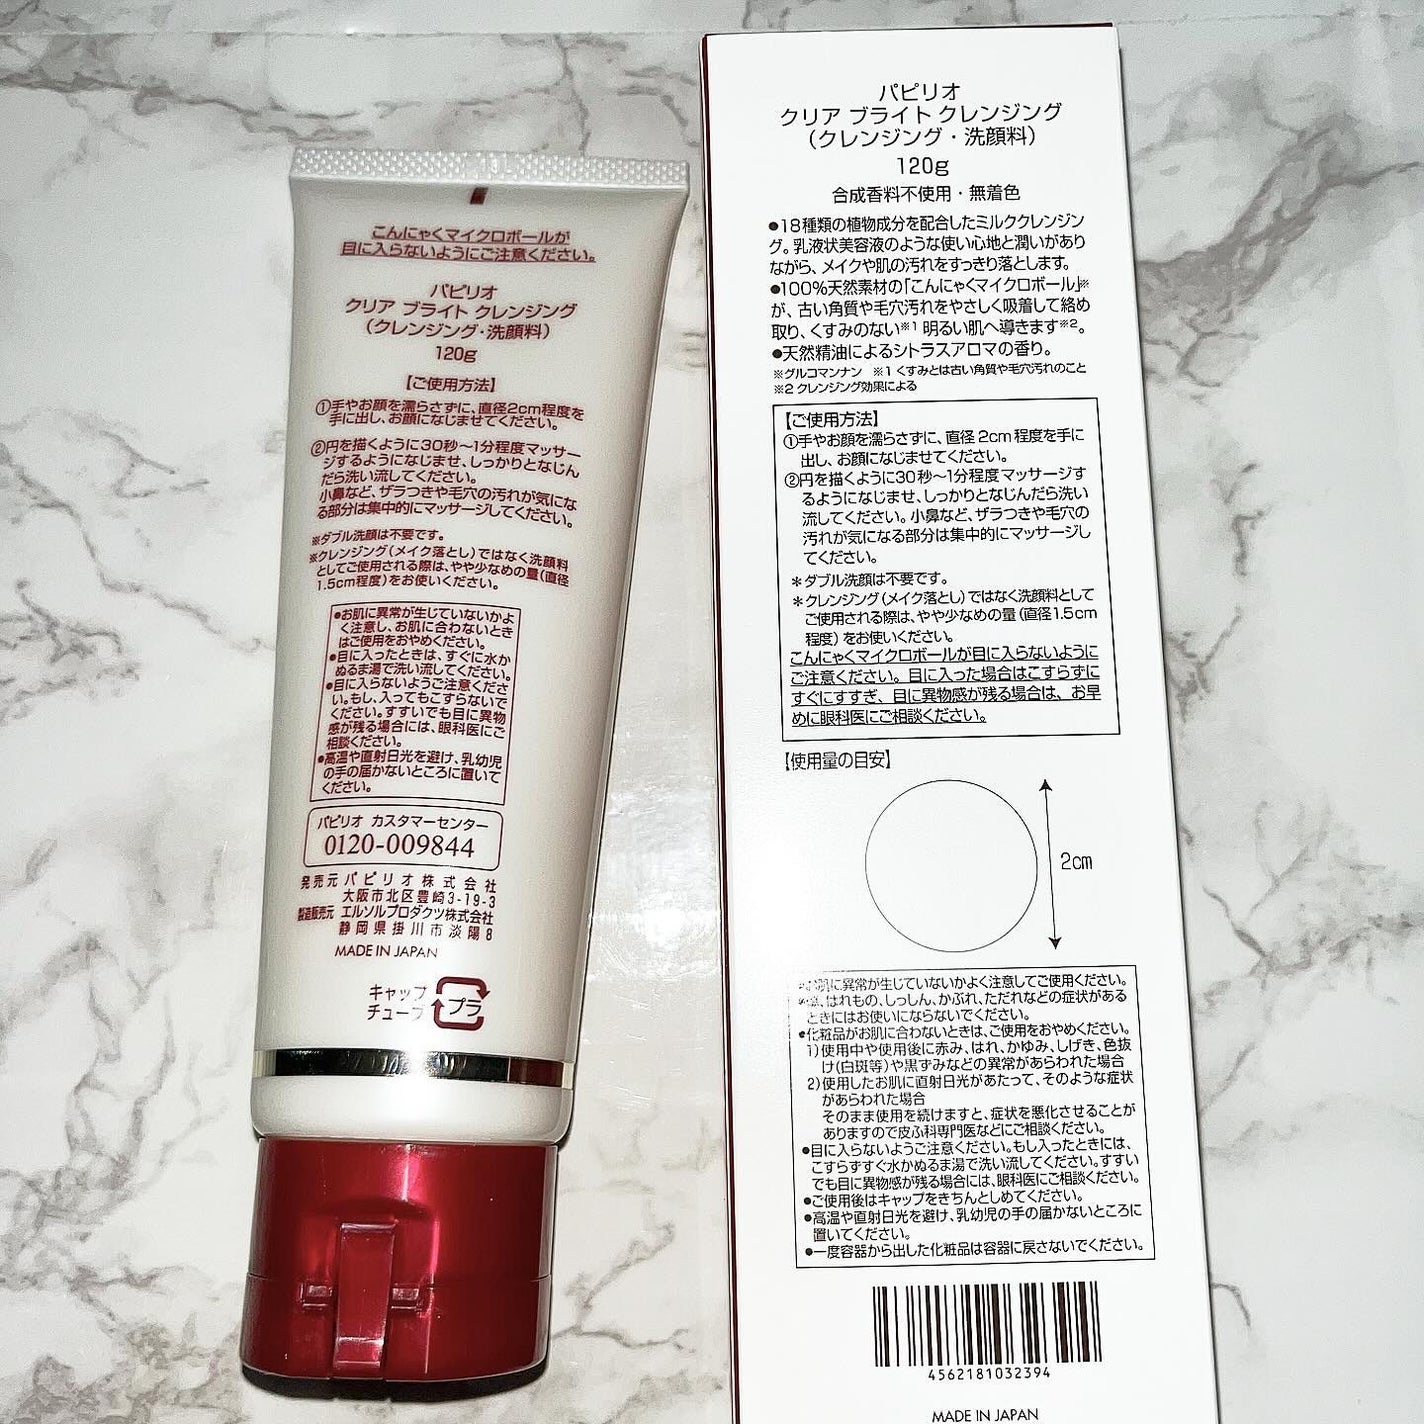 こんにゃくマイクロボールが
目に入らないようにご注意ください。
パピリオ
クリア ブライト クレンジング
（クレンジング・洗顔料）
120g
【ご使用方法】
①手やお顔を濡らさずに、直径2cm程度を
手に出し、お顔になじませてください。
②円を描くように30秒～1分程度マッサー
ジするようになじませ、しっかりとなじん
だら洗い流してください。
小鼻など、ザラつきや毛穴の汚れが気にな
る部分は集中的にマッサージしてください。
※ダブル洗顔は不要です。
※クレンジング（メイク落とし）ではなく洗顔料
としてご使用される際は、やや少なめの量（直径
1.5cm程度）をお使いください。
●お肌に異常が生じていないかよ
く注意し、お肌に合わないとき
はご使用をおやめください。
●目に入ったときは、すぐに水か
ぬるま湯で洗い流してください。
●目に入らないようご注意くださ
い。もし、入ってもこすらないで
ください。すすいでも目に異物
感が残る場合には、眼科医にご
相談ください。
●高温や直射日光を避け、乳幼児
の手の届かないところに置いて
ください。
パピリオ カスタマーセンター
0120-009844
発売元 パピリオ株式会社
大阪市北区豊崎3-19-3
製造販売元 エルソルプロダクツ株式会社
静岡県掛川市淡陽8
MADE IN JAPAN
キャップ
チューブ
プラ
パピリオ
クリア ブライト クレンジング
（クレンジング・洗顔料）
120g
合成香料不使用・無着色
●18種類の植物成分を配合したミルククレンジン
グ。乳液状美容液のような使い心地と潤いがあり
ながら、メイクや肌の汚れをすっきり落とします。
●100％天然素材の「こんにゃくマイクロボール」※
が、古い角質や毛穴汚れをやさしく吸着して絡め
取り、くすみのない※1 明るい肌へ導きます※2。
●天然精油によるシトラスアロマの香り。
※グルコマンナン ※1 くすみとは古い角質や毛穴汚れのこと
※2 クレンジング効果による
【ご使用方法】
①手やお顔を濡らさずに、直径 2cm 程度を手に
出し、お顔になじませてください。
②円を描くように30秒～1分程度マッサージす
るようになじませ、しっかりとなじんだら洗い
流してください。小鼻など、ザラつきや毛穴の
汚れが気になる部分は集中的にマッサージし
てください。
＊ダブル洗顔は不要です。
＊クレンジング（メイク落とし）ではなく洗顔料として
ご使用される際は、やや少なめの量（直径1.5cm
程度）をお使いください。
こんにゃくマイクロボールが目に入らないように
ご注意ください。目に入った場合はこすらずに
すぐにすすぎ、目に異物感が残る場合は、お早
めに眼科医にご相談ください。
【使用量の目安】
2cm
●お肌に異常が生じていないかよく注意してご使用ください。
●傷、はれもの、しっしん、かぶれ、ただれなどの症状がある
ときにはお使いにならないでください。
●化粧品がお肌に合わないときは、ご使用をおやめください。
1）使用中や使用後に赤み、はれ、かゆみ、しげき、色抜
け（白斑等）や黒ずみなどの異常があらわれた場合
2）使用したお肌に直射日光があたって、そのような症状
があらわれた場合
そのまま使用を続けますと、症状を悪化させることが
ありますので皮ふ科専門医などにご相談ください。
●目に入らないようご注意ください。もし入ったときには、
こすらずすぐ水かぬるま湯で洗い流してください。すすい
でも目に異物感が残る場合には、眼科医にご相談ください。
●ご使用後はキャップをきちんとしめてください。
●高温や直射日光を避け、乳幼児の手の届かないところに
置いてください。
●一度容器から出した化粧品は容器に戻さないでください。
4562181032394
MADE IN JAPAN